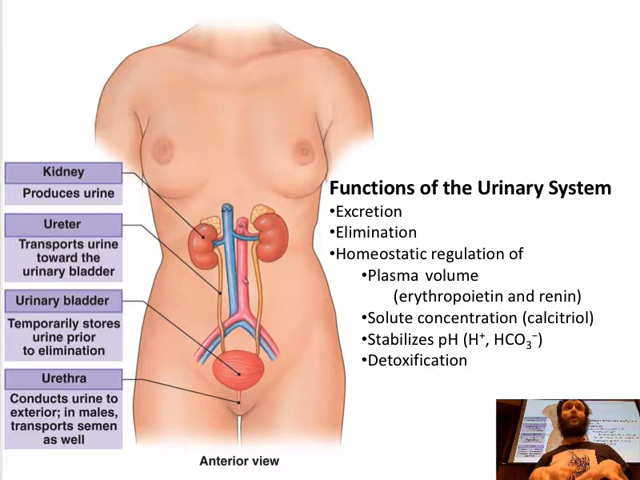 Kidney
Produces urine
Ureter
Transports urine
toward the
urinary bladder
Urinary bladder
Temporarily stores
urine prior
to elimination
Urethra
Conducts urine to
exterior; in males,
transports semen
as well
Anterior view
Functions of the Urinary System
•Excretion
•Elimination
•Homeostatic regulation of
•Plasma volume
(erythropoietin and renin)
•Solute concentration (calcitriol)
•Stabilizes pH (H⁺, HCO₃⁻)
•Detoxification